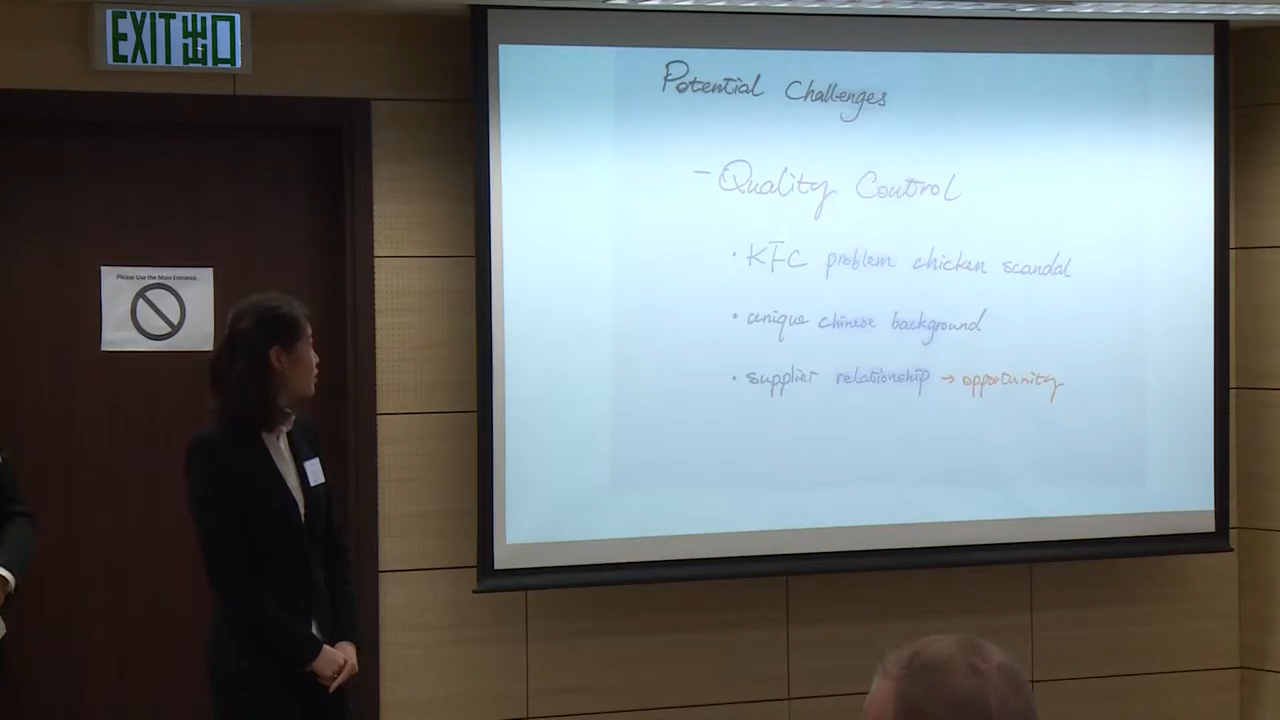 EXIT 出口
Please Use the Main Entrance.
Potential Challenges
- Quality Control
• KFC problem chicken scandal
• unique chinese background
• supplier relationship → opportunity